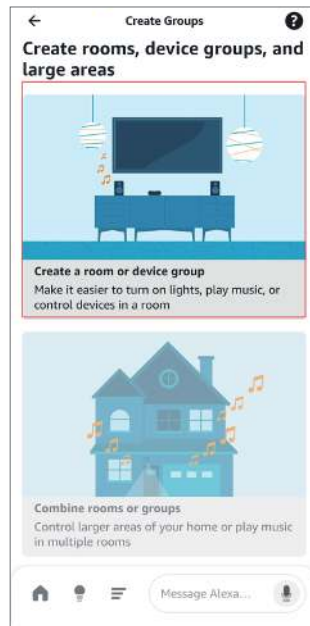 Create Groups
?
Create rooms, device groups, and
large areas
Create a room or device group
Make it easier to turn on lights, play music, or
control devices in a room
Combine rooms or groups
Control larger areas of your home or play music
in multiple rooms
Message Alexa...